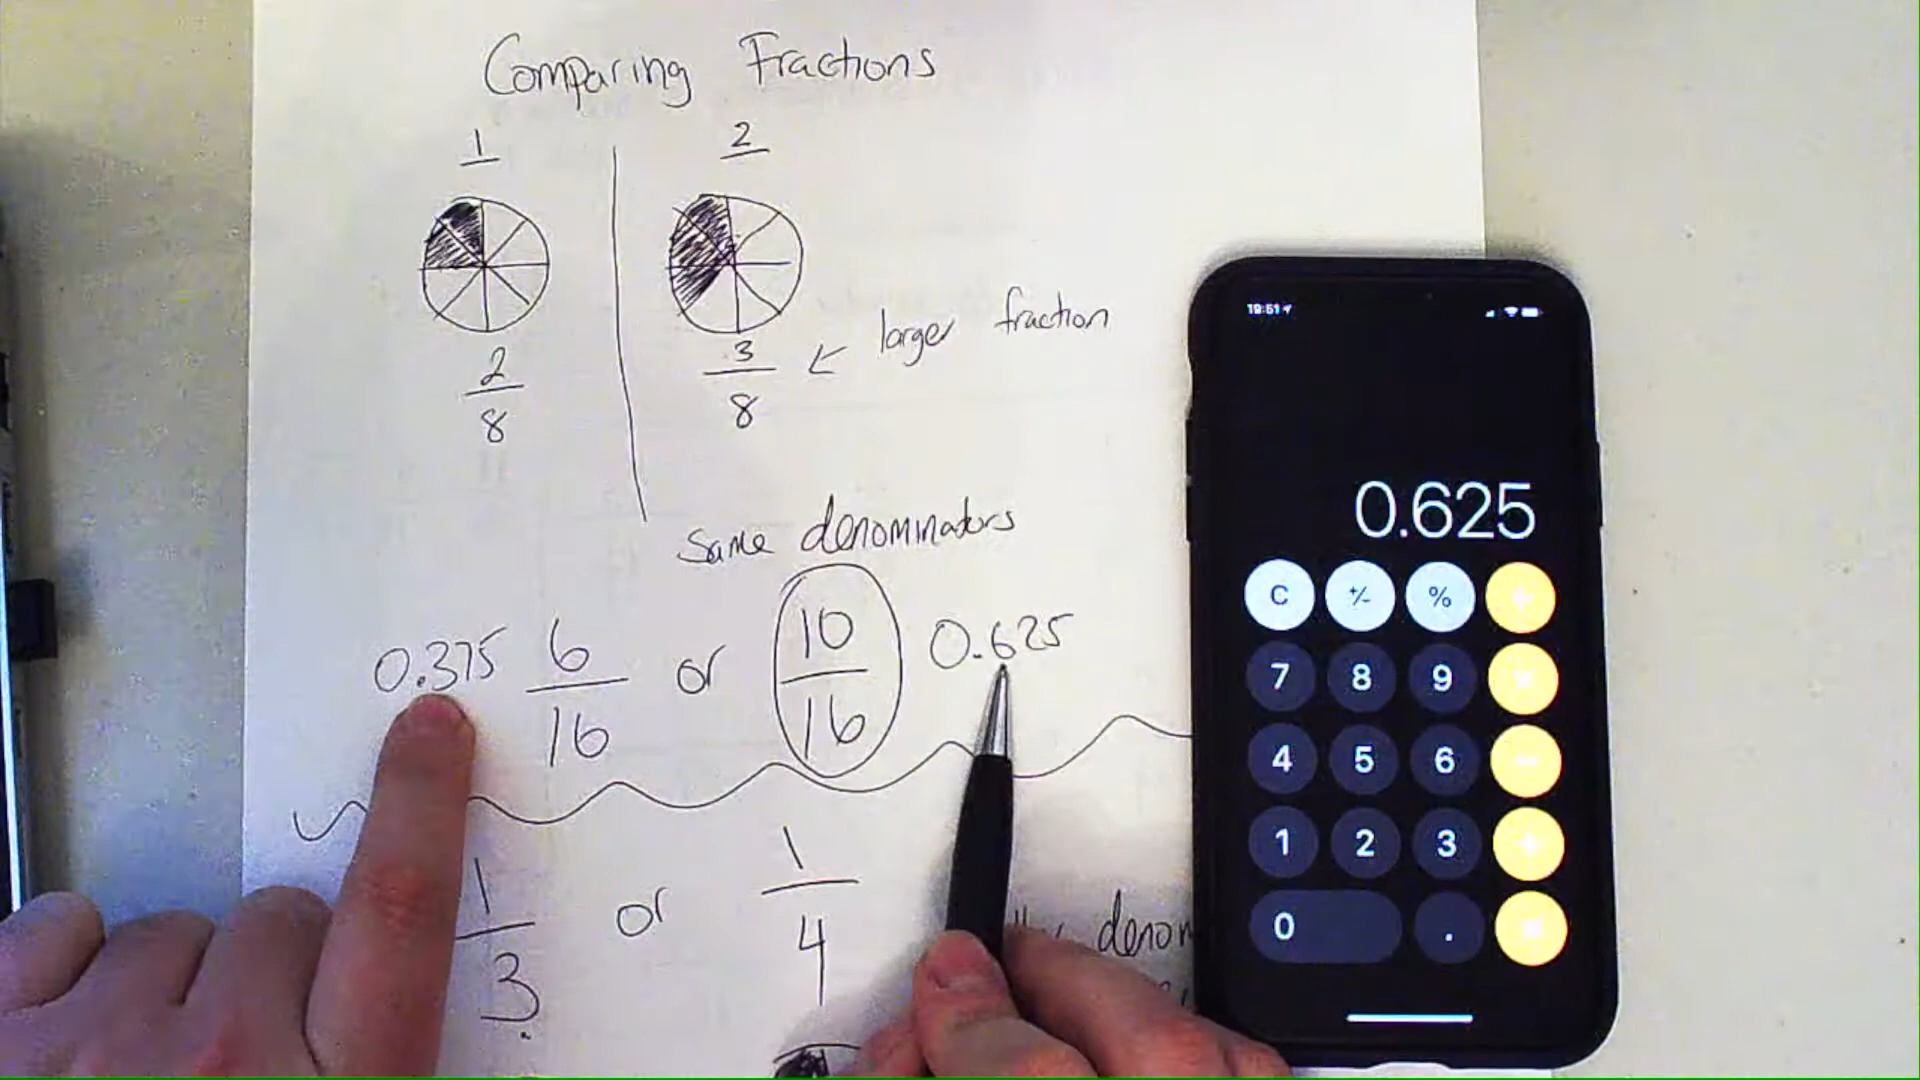 Comparing Fractions
1 2
2/8 3/8 ← larger fraction
same denominators
0.375 6/16 or 10/16 0.625
1/3 or 1/4
denom
19:51
0.625
C +/- %
7 8 9
4 5 6
1 2 3
0 .